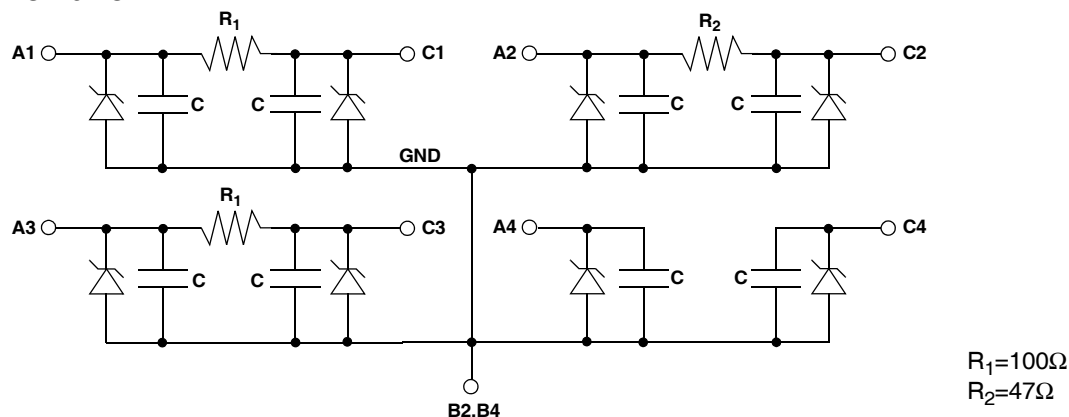 R1 R2
A1 C1 A2 C2
C C C C
GND
R1
A3 C3 A4 C4
C C C C
R1=100Ω
R2=47Ω
B2,B4